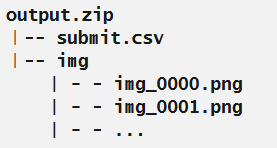 output.zip
|-- submit.csv
|-- img
    | - - img_0000.png
    | - - img_0001.png
    | - - ...